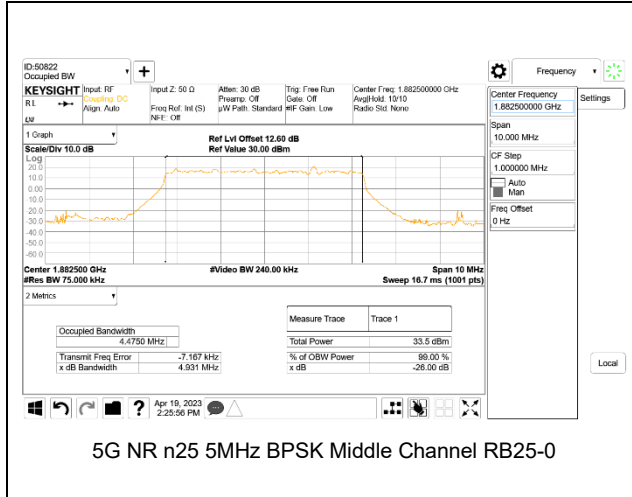 ID:50822
Occupied BW
Frequency
KEYSIGHT
R L
Input: RF
Coupling: DC
Align: Auto
Input Z: 50 Ω
Freq Ref: Int (S)
NFE: Off
Atten: 30 dB
Preamp: Off
µW Path: Standard
Trig: Free Run
Gate: Off
#IF Gain: Low
Center Freq: 1.882500000 GHz
Avg|Hold: 10/10
Radio Std: None
Center Frequency
1.882500000 GHz
Settings
Span
10.000 MHz
CF Step
1.000000 MHz
Auto
Man
Freq Offset
0 Hz
Local
1 Graph
Scale/Div 10.0 dB
Ref Lvl Offset 12.60 dB
Ref Value 30.00 dBm
Log
20.0
10.0
0.00
-10.0
-20.0
-30.0
-40.0
-50.0
-60.0
Center 1.882500 GHz
#Video BW 240.00 kHz
Span 10 MHz
#Res BW 75.000 kHz
Sweep 16.7 ms (1001 pts)
2 Metrics
Measure Trace Trace 1
Occupied Bandwidth
4.4750 MHz
Total Power 33.5 dBm
Transmit Freq Error -7.167 kHz
% of OBW Power 99.00 %
x dB Bandwidth 4.931 MHz
x dB -26.00 dB
?
Apr 19, 2023
2:25:56 PM
5G NR n25 5MHz BPSK Middle Channel RB25-0